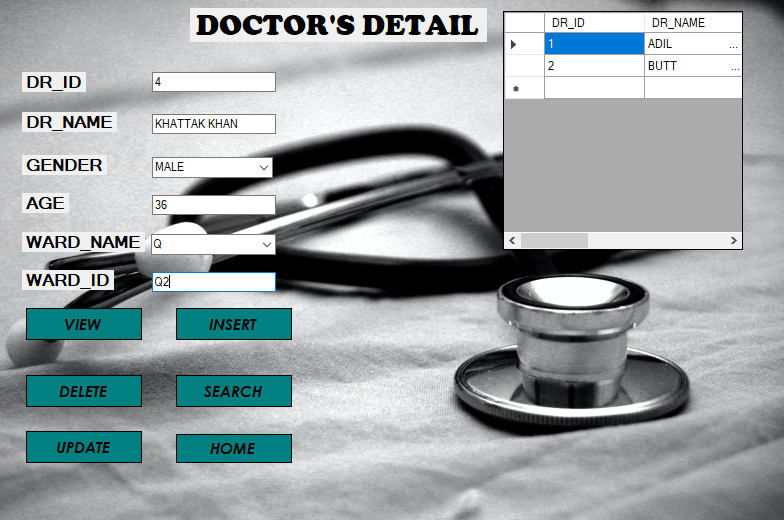 DOCTOR'S DETAIL
DR_ID 4
DR_NAME KHATTAK KHAN
GENDER MALE
AGE 36
WARD_NAME Q
WARD_ID Q2
VIEW INSERT
DELETE SEARCH
UPDATE HOME
DR_ID DR_NAME
1 ADIL ...
2 BUTT ...